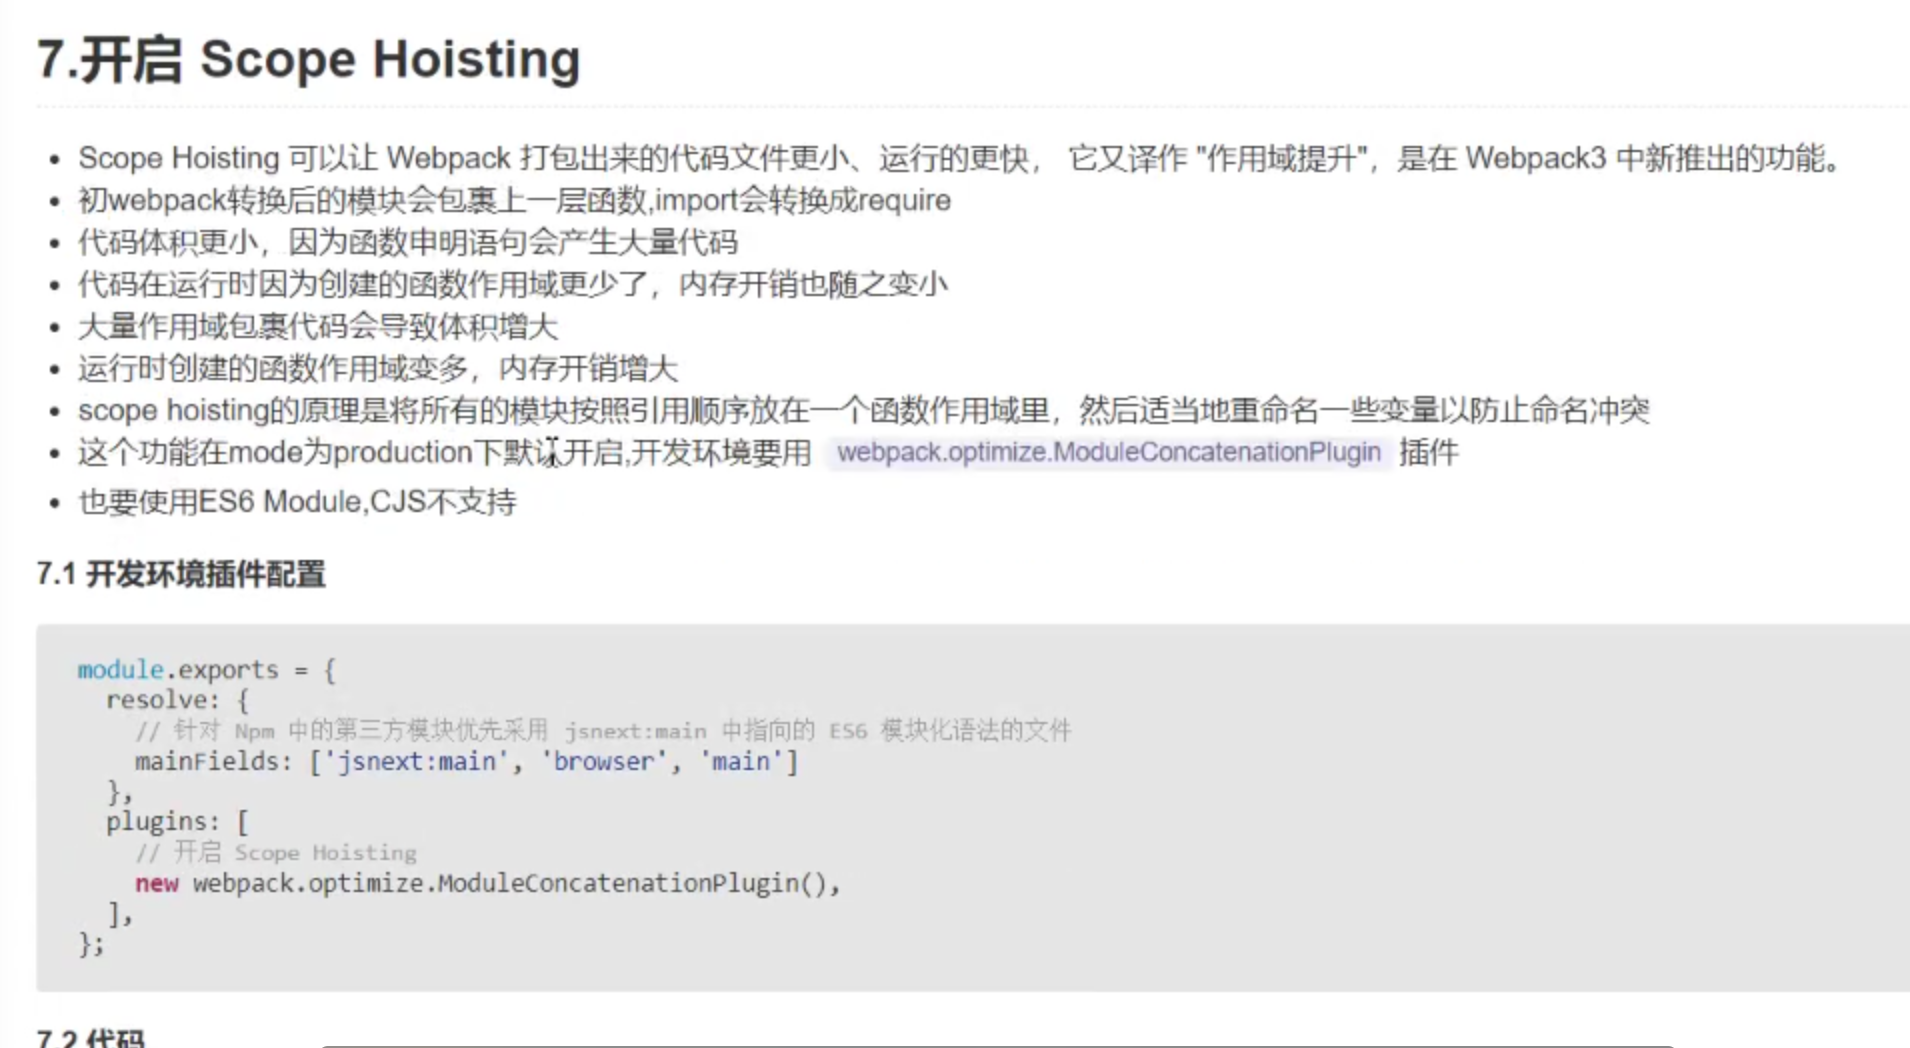 7.开启 Scope Hoisting
• Scope Hoisting 可以让 Webpack 打包出来的代码文件更小、运行的更快， 它又译作 "作用域提升"，是在 Webpack3 中新推出的功能。
• 初webpack转换后的模块会包裹上一层函数,import会转换成require
• 代码体积更小，因为函数申明语句会产生大量代码
• 代码在运行时因为创建的函数作用域更少了，内存开销也随之变小
• 大量作用域包裹代码会导致体积增大
• 运行时创建的函数作用域变多，内存开销增大
• scope hoisting的原理是将所有的模块按照引用顺序放在一个函数作用域里，然后适当地重命名一些变量以防止命名冲突
• 这个功能在mode为production下默认开启,开发环境要用 webpack.optimize.ModuleConcatenationPlugin 插件
• 也要使用ES6 Module,CJS不支持
7.1 开发环境插件配置
module.exports = {
  resolve: {
    // 针对 Npm 中的第三方模块优先采用 jsnext:main 中指向的 ES6 模块化语法的文件
    mainFields: ['jsnext:main', 'browser', 'main']
  },
  plugins: [
    // 开启 Scope Hoisting
    new webpack.optimize.ModuleConcatenationPlugin(),
  ],
};
7.2 代码